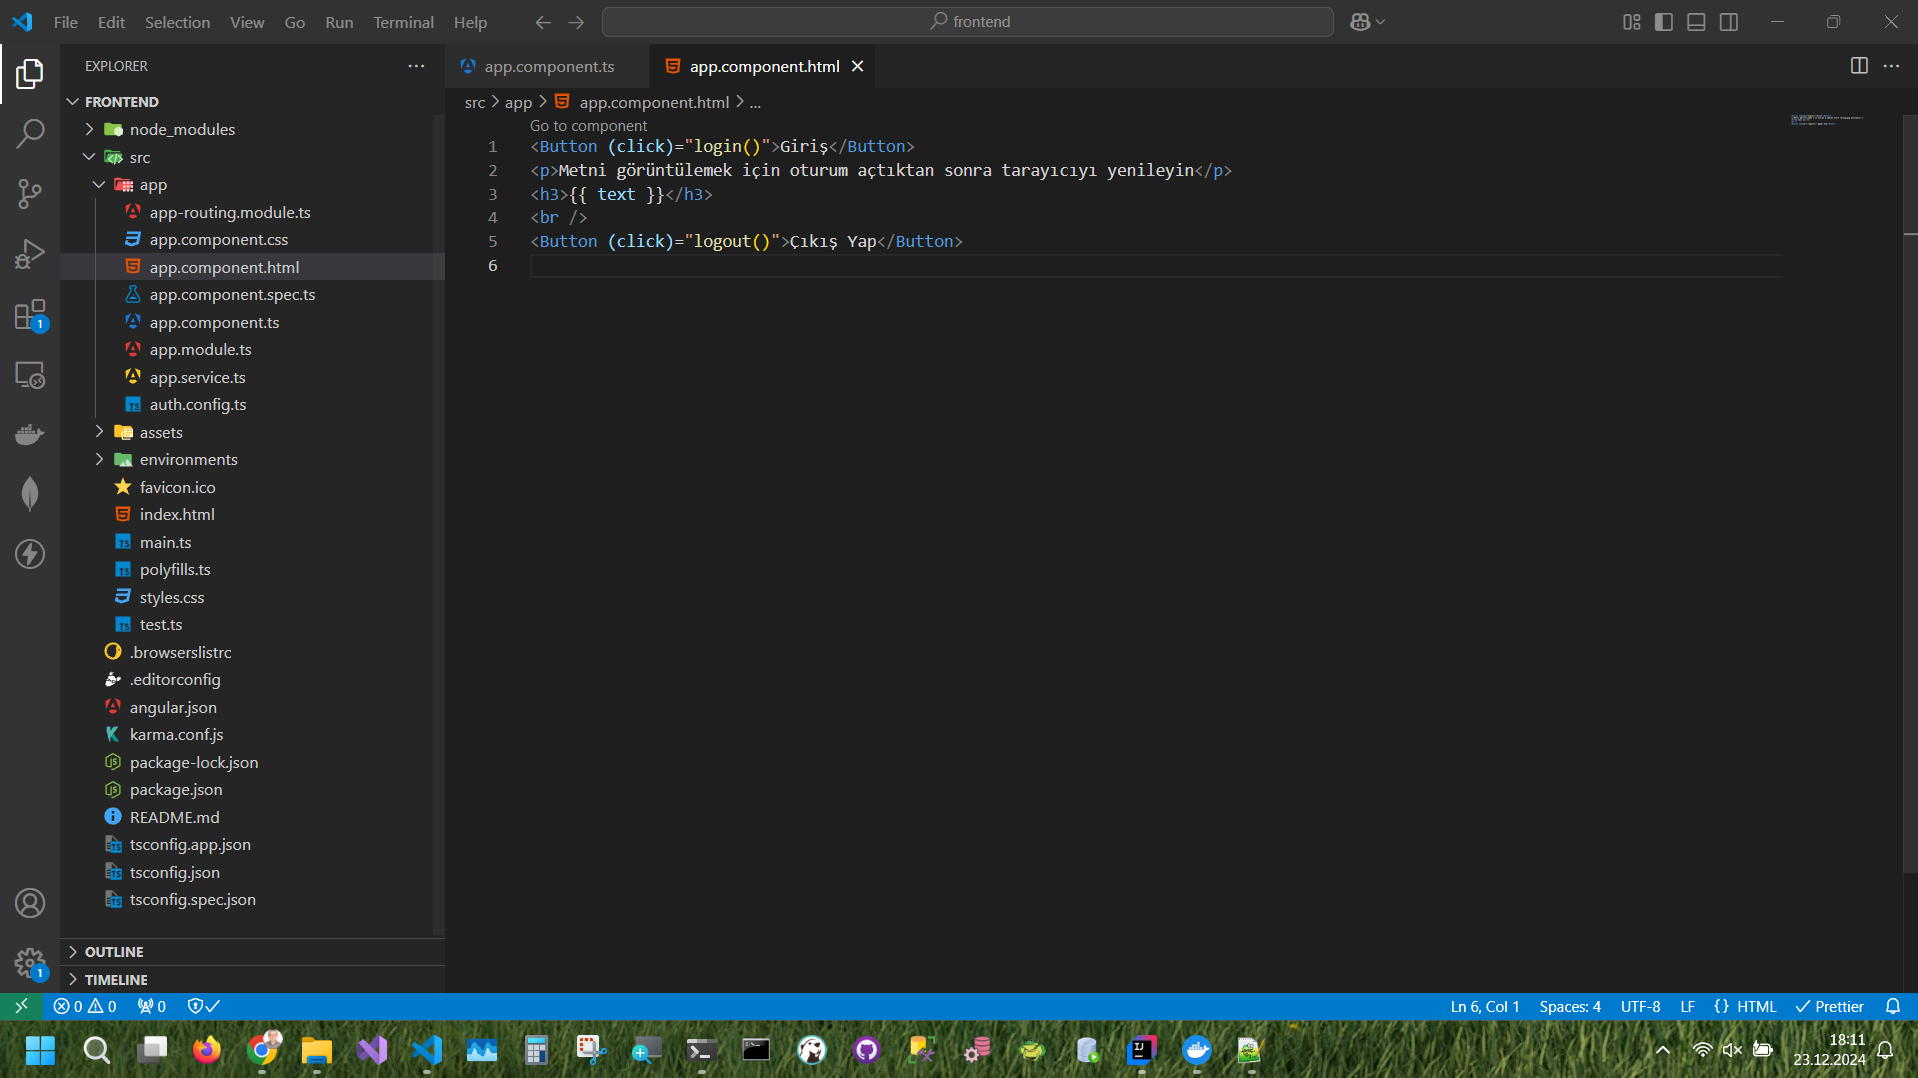 File Edit Selection View Go Run Terminal Help
frontend
EXPLORER
FRONTEND
node_modules
src
app
app-routing.module.ts
app.component.css
app.component.html
app.component.spec.ts
app.component.ts
app.module.ts
app.service.ts
auth.config.ts
assets
environments
favicon.ico
index.html
main.ts
polyfills.ts
styles.css
test.ts
.browserslistrc
.editorconfig
angular.json
karma.conf.js
package-lock.json
package.json
README.md
tsconfig.app.json
tsconfig.json
tsconfig.spec.json
OUTLINE
TIMELINE
1
1
app.component.ts
app.component.html
src > app > app.component.html > ...
Go to component
1 <Button (click)="login()">Giriş</Button>
2 <p>Metni görüntülemek için oturum açtıktan sonra tarayıcıyı yenileyin</p>
3 <h3>{{ text }}</h3>
4 <br />
5 <Button (click)="logout()">Çıkış Yap</Button>
6
0 0 0
Ln 6, Col 1 Spaces: 4 UTF-8 LF {} HTML Prettier
18:11
23.12.2024